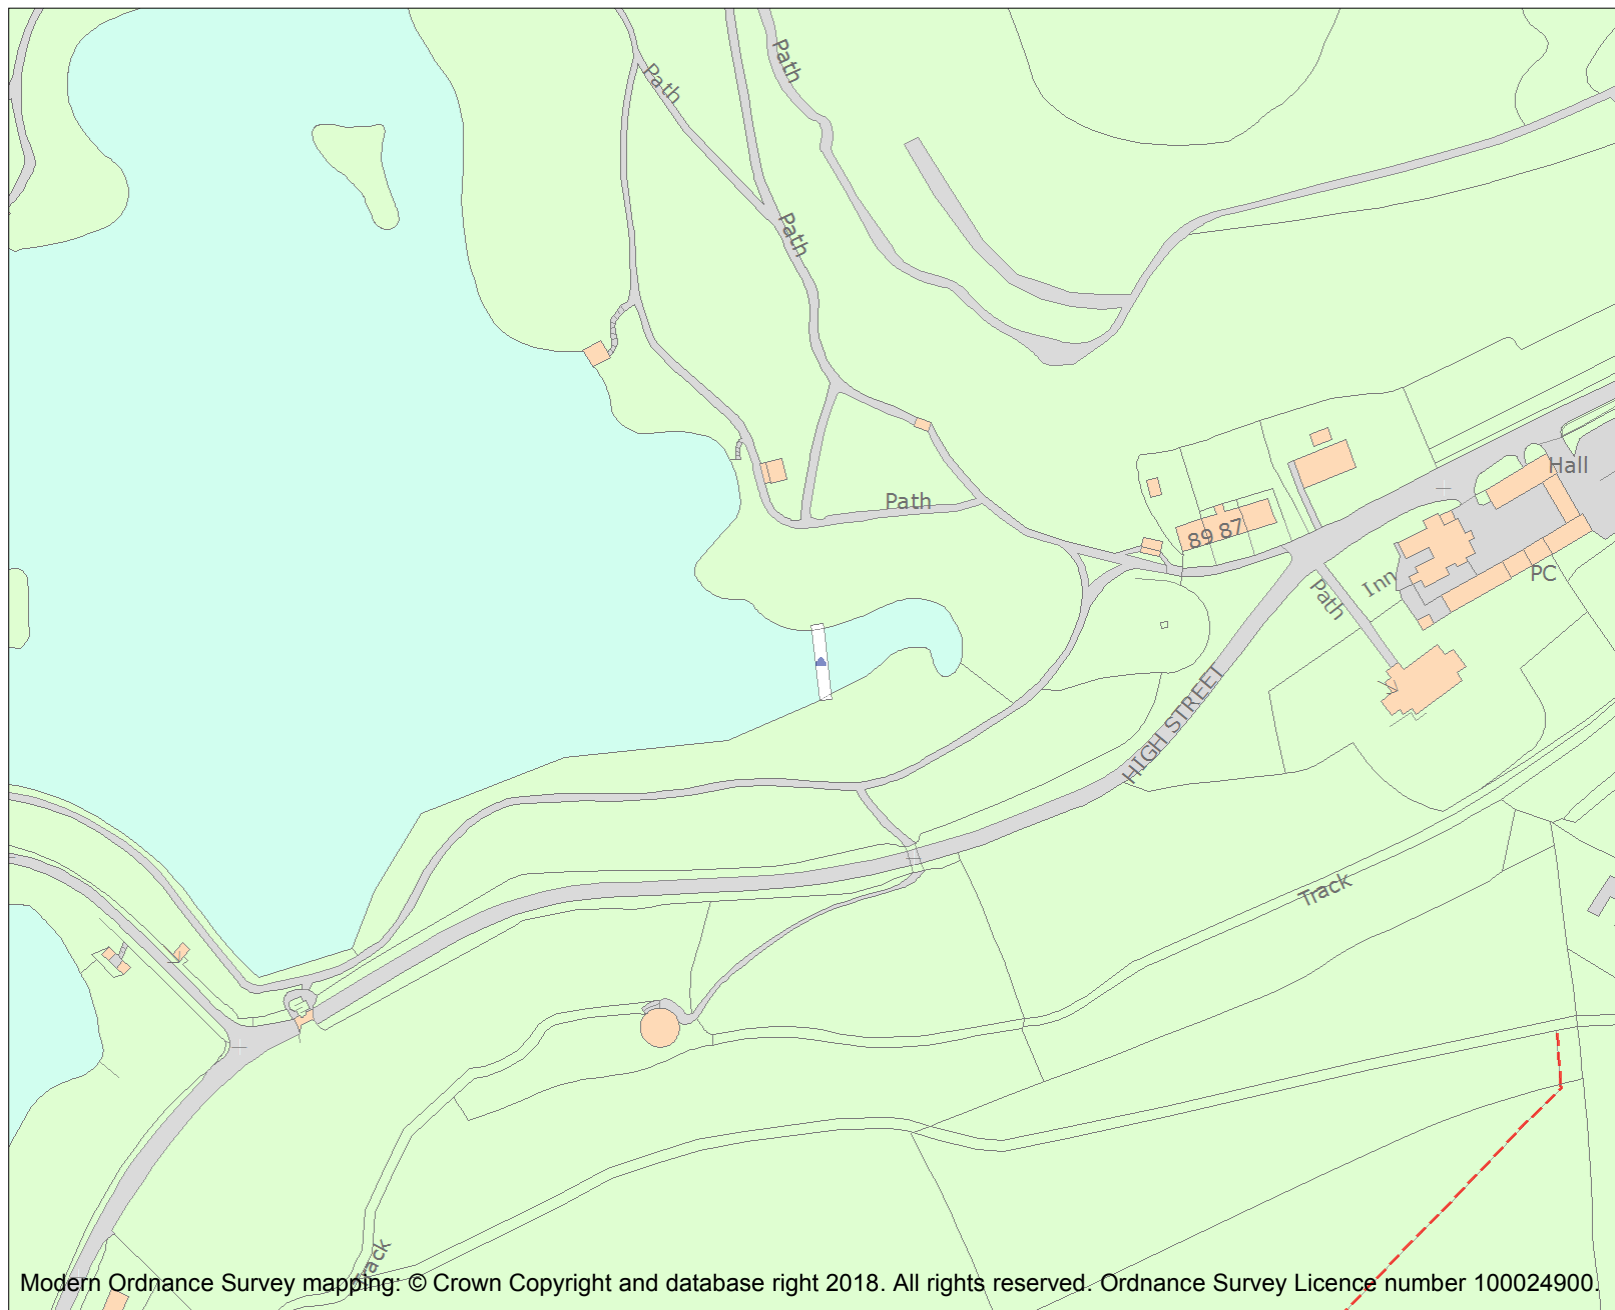 Path
Path
Path
Hall
Path
89 87
PC
Inn
Path
HIGH STREET
Track
Track
Modern Ordnance Survey mapping: © Crown Copyright and database right 2018. All rights reserved. Ordnance Survey Licence number 100024900.